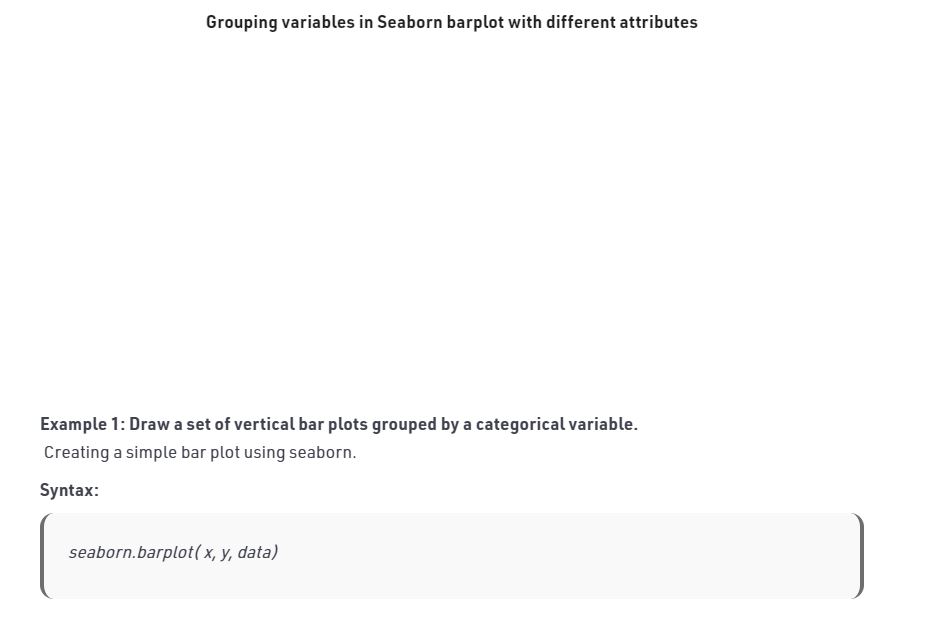 Grouping variables in Seaborn barplot with different attributes
Example 1: Draw a set of vertical bar plots grouped by a categorical variable.
Creating a simple bar plot using seaborn.
Syntax:
seaborn.barplot( x, y, data)